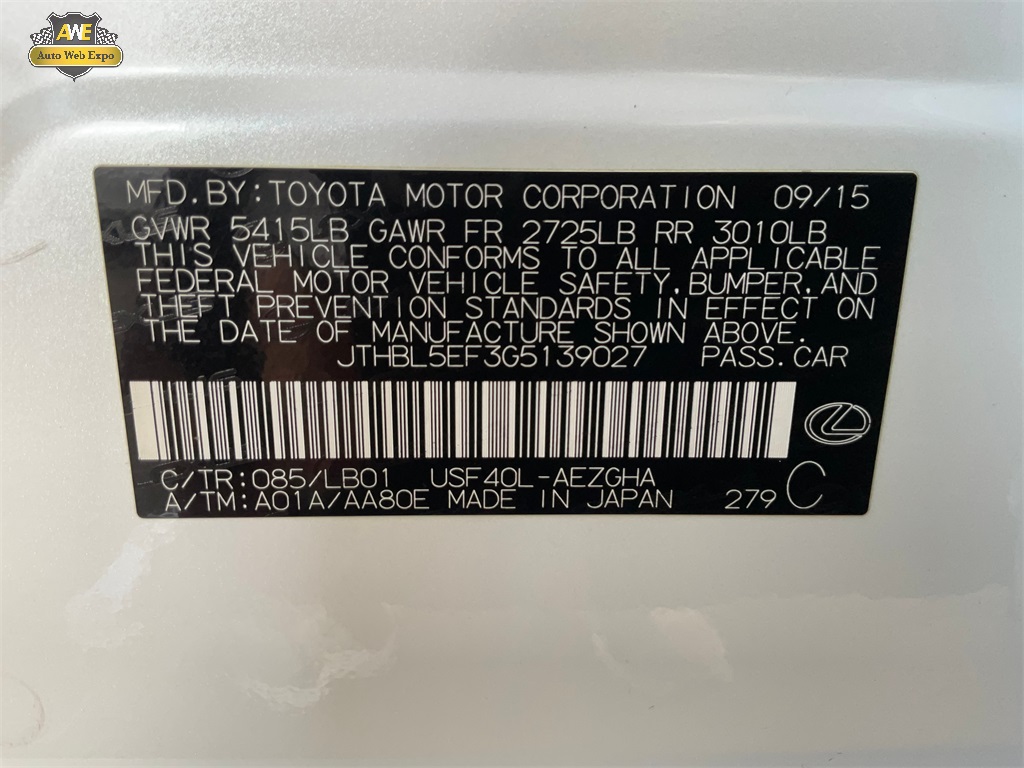 AWE
Auto Web Expo
MFD.BY:TOYOTA MOTOR CORPORATION 09/15
GVWR 5415LB GAWR FR 2725LB RR 3010LB
THIS VEHICLE CONFORMS TO ALL APPLICABLE
FEDERAL MOTOR VEHICLE SAFETY,BUMPER,AND
THEFT PREVENTION STANDARDS IN EFFECT ON
THE DATE OF MANUFACTURE SHOWN ABOVE.
JTHBL5EF3G5139027 PASS.CAR
C/TR:085/LB01 USF40L-AEZGHA
A/TM:A01A/AA80E MADE IN JAPAN 279 C